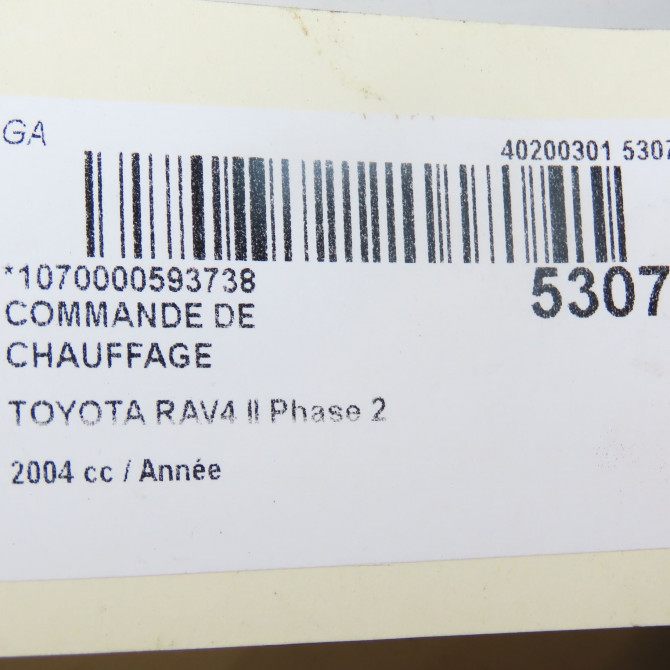 GA
40200301 5307
*1070000593738
5307
COMMANDE DE
CHAUFFAGE
TOYOTA RAV4 II Phase 2
2004 cc / Année